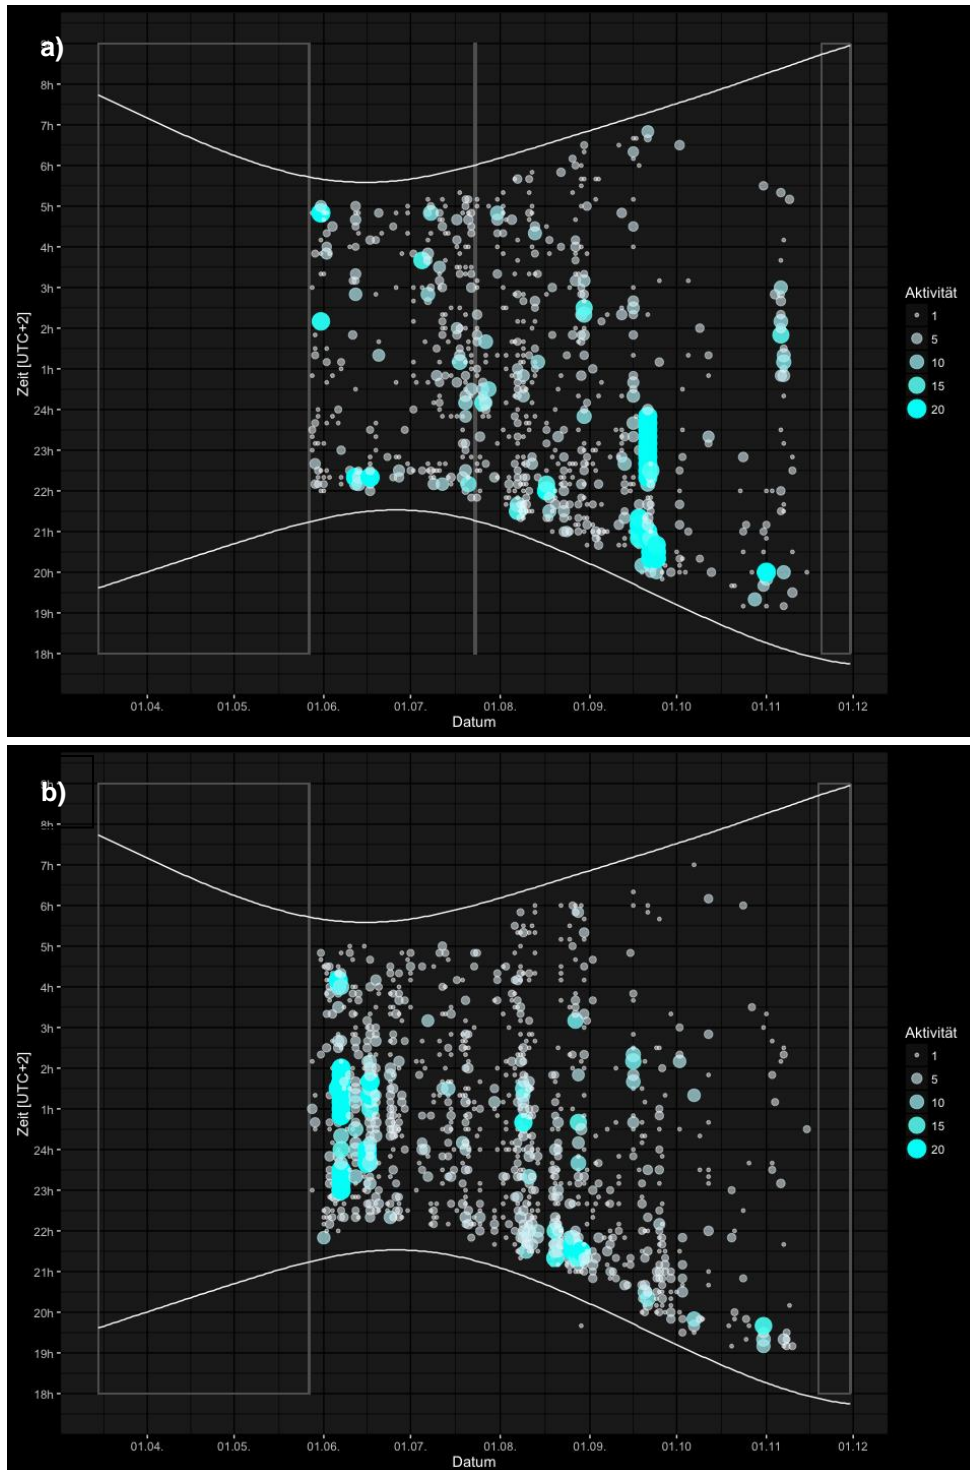 a)
8h
7h
6h
5h
4h
3h
2h
1h
24h
23h
22h
21h
20h
19h
18h
Zeit [UTC+2]
01.04.
01.05.
01.06.
01.07.
01.08.
01.09.
01.10
01.11
01.12
Datum
Aktivität
1
5
10
15
20
b)
8h
7h
6h
5h
4h
3h
2h
1h
24h
23h
22h
21h
20h
19h
18h
Zeit [UTC+2]
01.04.
01.05.
01.06.
01.07.
01.08.
01.09.
01.10
01.11
01.12
Datum
Aktivität
1
5
10
15
20